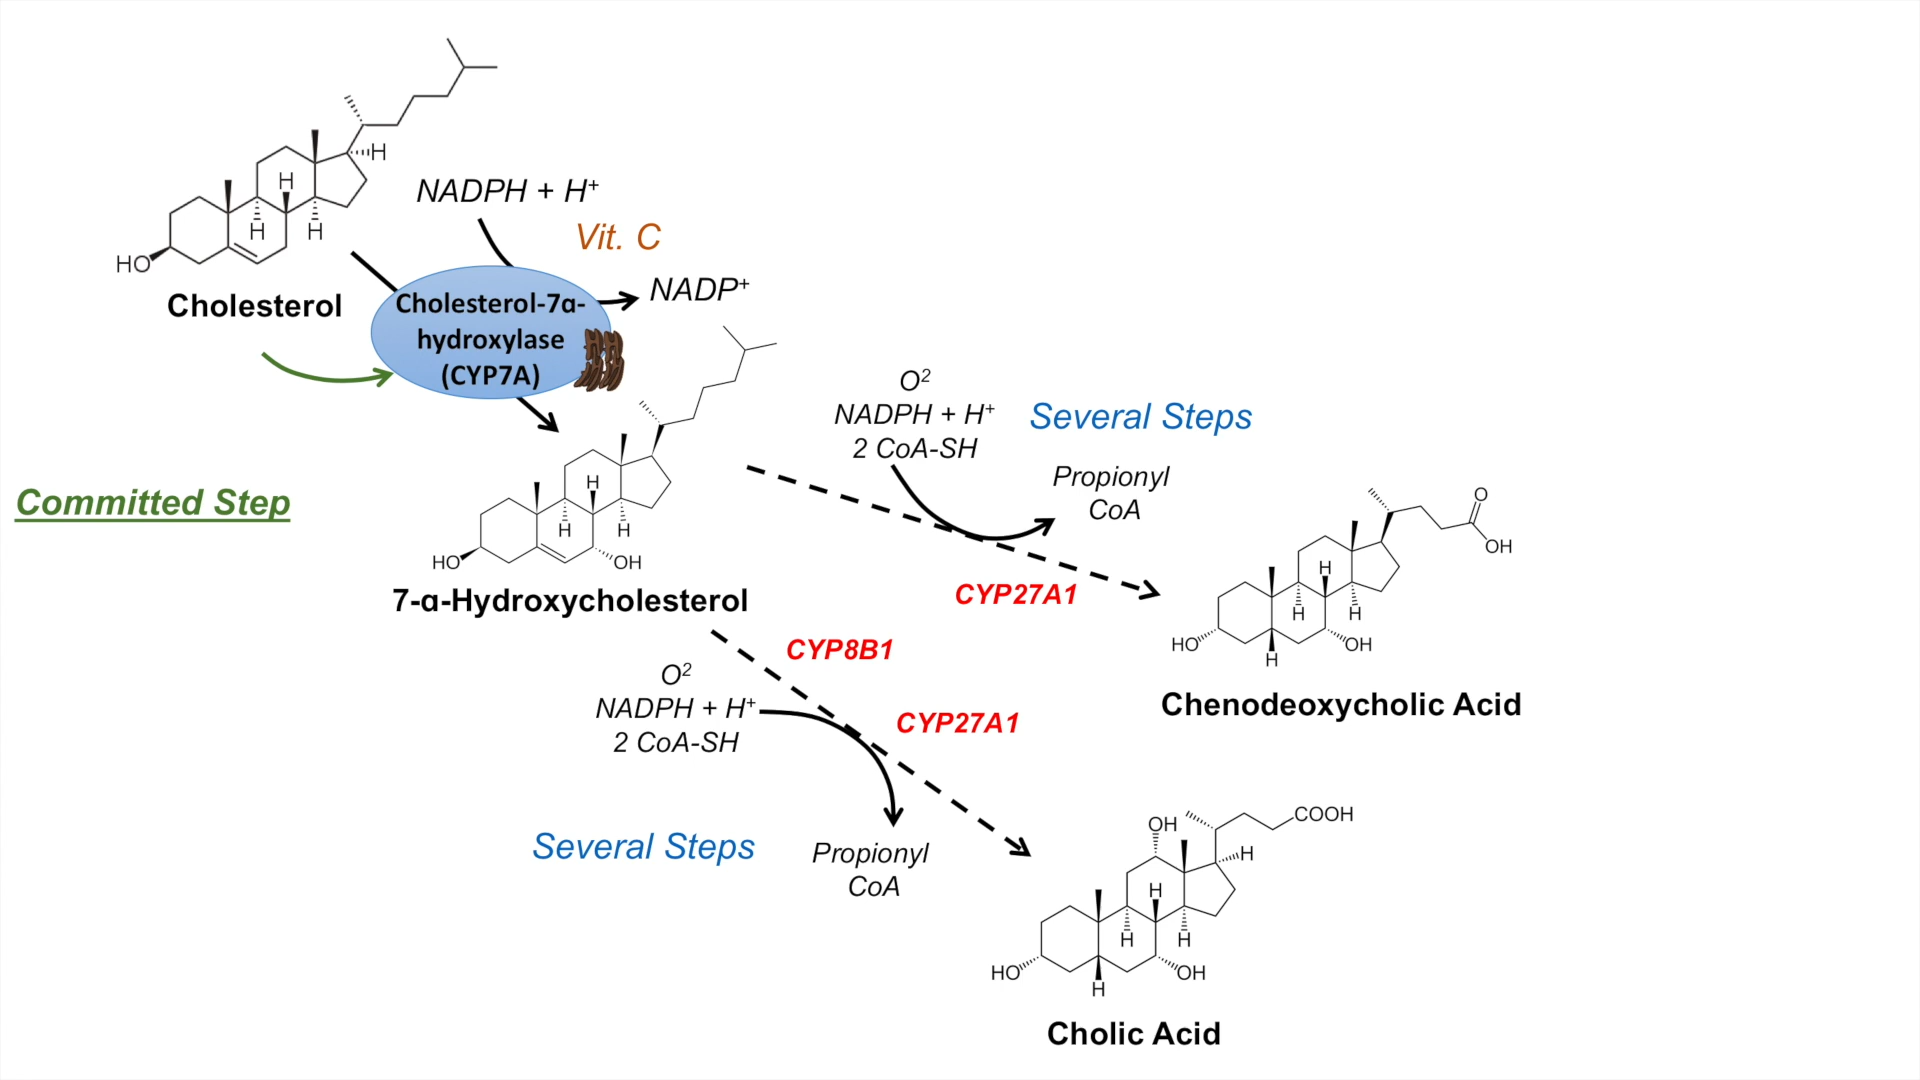 H
H
H
H
HO
Cholesterol
NADPH + H⁺
Vit. C
NADP⁺
Cholesterol-7α-
hydroxylase
(CYP7A)
Committed Step
H
H
H
HO
OH
7-α-Hydroxycholesterol
O²
NADPH + H⁺
2 CoA-SH
Several Steps
Propionyl
CoA
CYP27A1
O
OH
H
H
H
HO
OH
H
Chenodeoxycholic Acid
CYP8B1
O²
NADPH + H⁺
2 CoA-SH
CYP27A1
Several Steps
Propionyl
CoA
OH
COOH
H
H
H
H
HO
OH
H
Cholic Acid